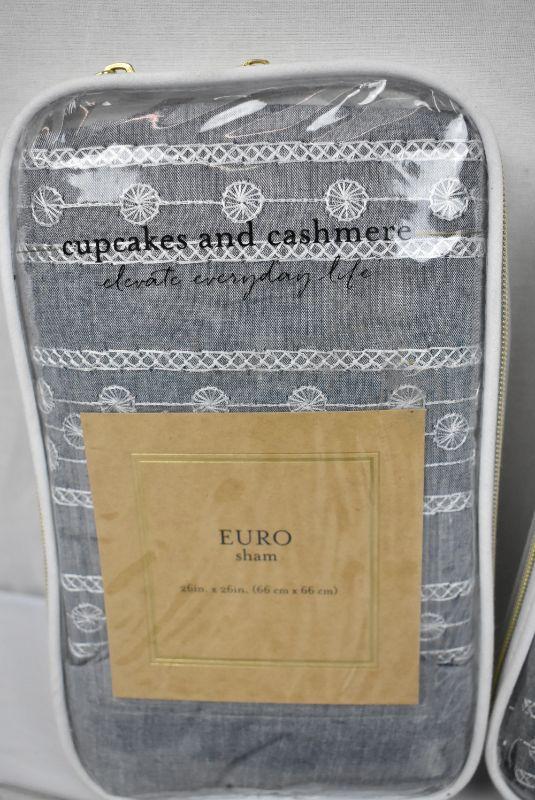 cupcakes and cashmere
elevate everyday life
EURO
sham
26in. x 26in. (66 cm x 66 cm)